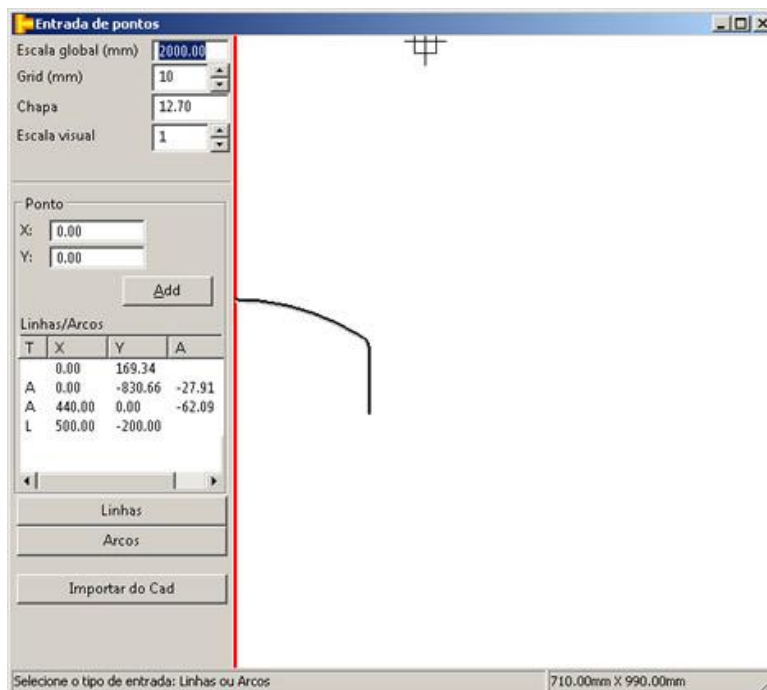 Entrada de pontos
Escala global (mm) 2000.00
Grid (mm) 10
Chapa 12.70
Escala visual 1
Ponto
X: 0.00
Y: 0.00
Add
Linhas/Arcos
T X Y A
0.00 169.34
A 0.00 -830.66 -27.91
A 440.00 0.00 -62.09
L 500.00 -200.00
Linhas
Arcos
Importar do Cad
Selecione o tipo de entrada: Linhas ou Arcos 710.00mm X 990.00mm